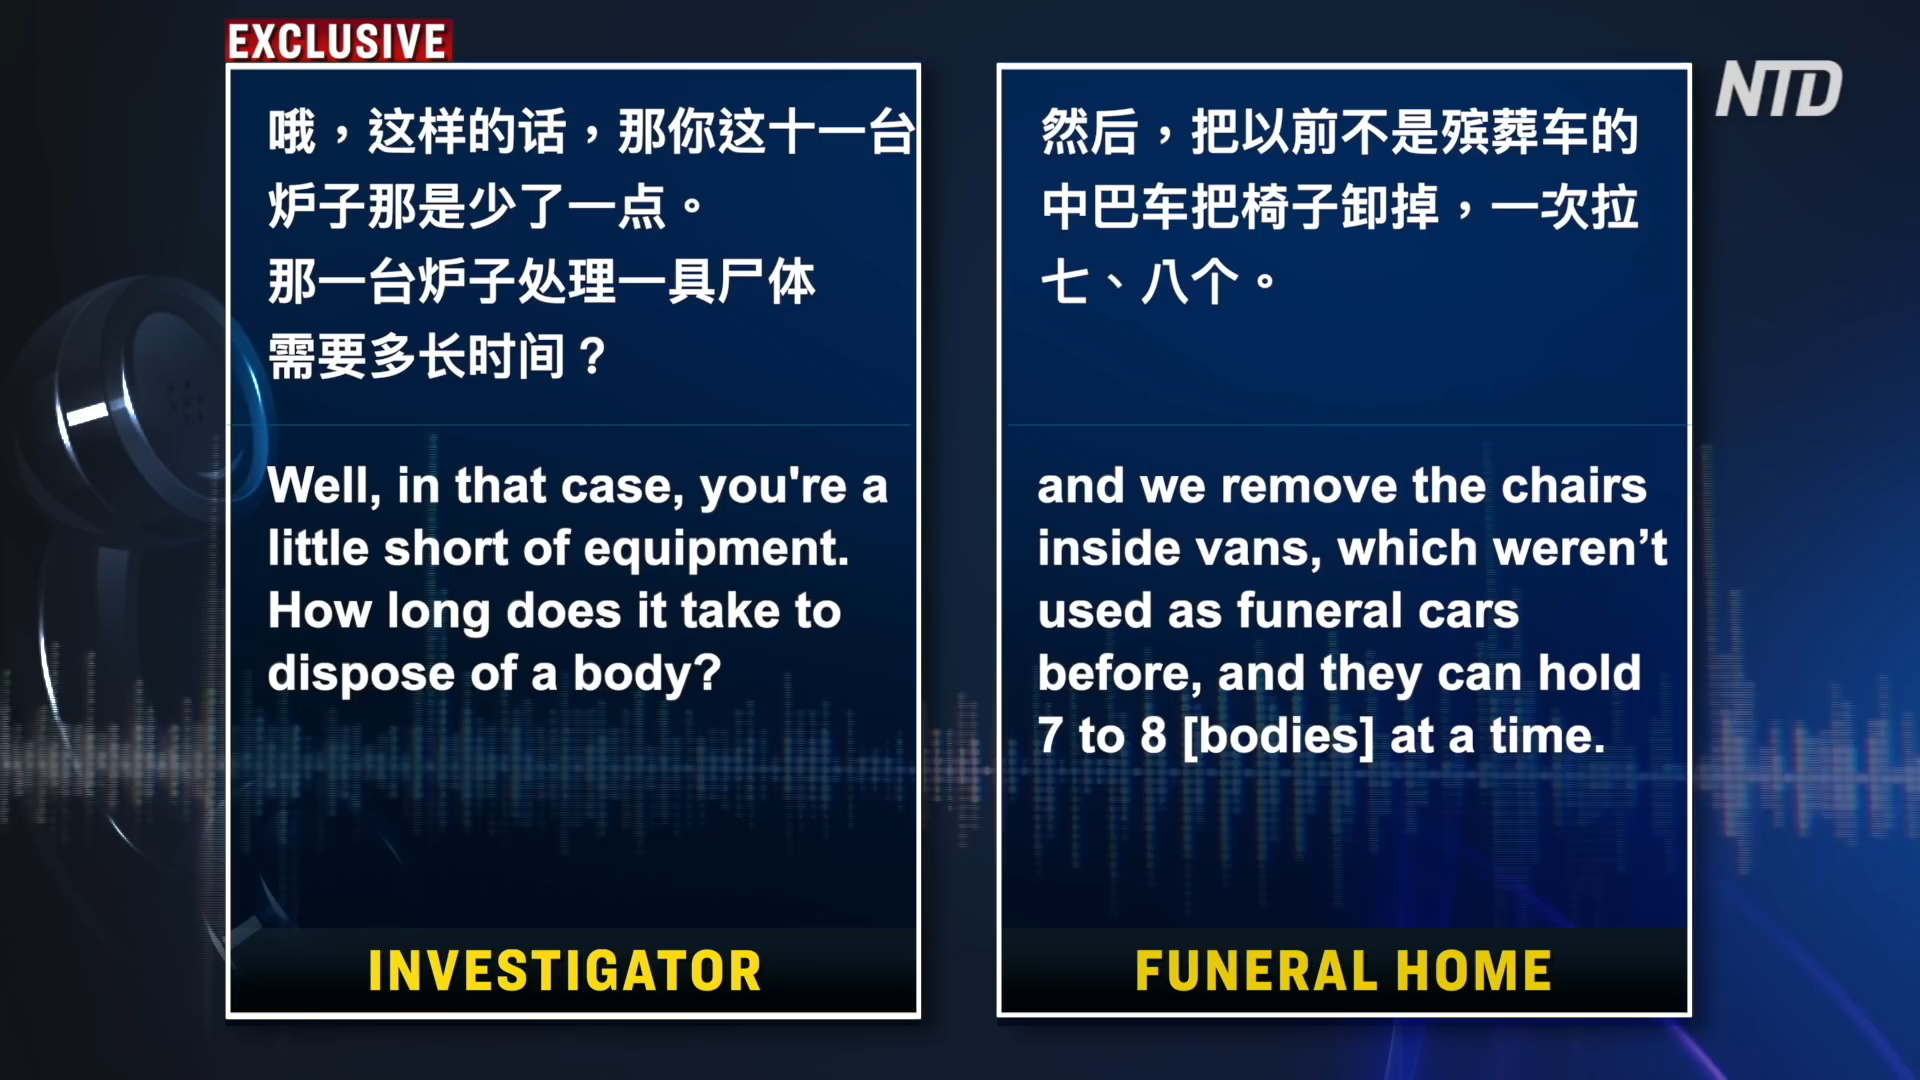 EXCLUSIVE
NTD
哦，这样的话，那你这十一台
炉子那是少了一点。
那一台炉子处理一具尸体
需要多长时间？
Well, in that case, you're a
little short of equipment.
How long does it take to
dispose of a body?
INVESTIGATOR
然后，把以前不是殡葬车的
中巴车把椅子卸掉，一次拉
七、八个。
and we remove the chairs
inside vans, which weren’t
used as funeral cars
before, and they can hold
7 to 8 [bodies] at a time.
FUNERAL HOME